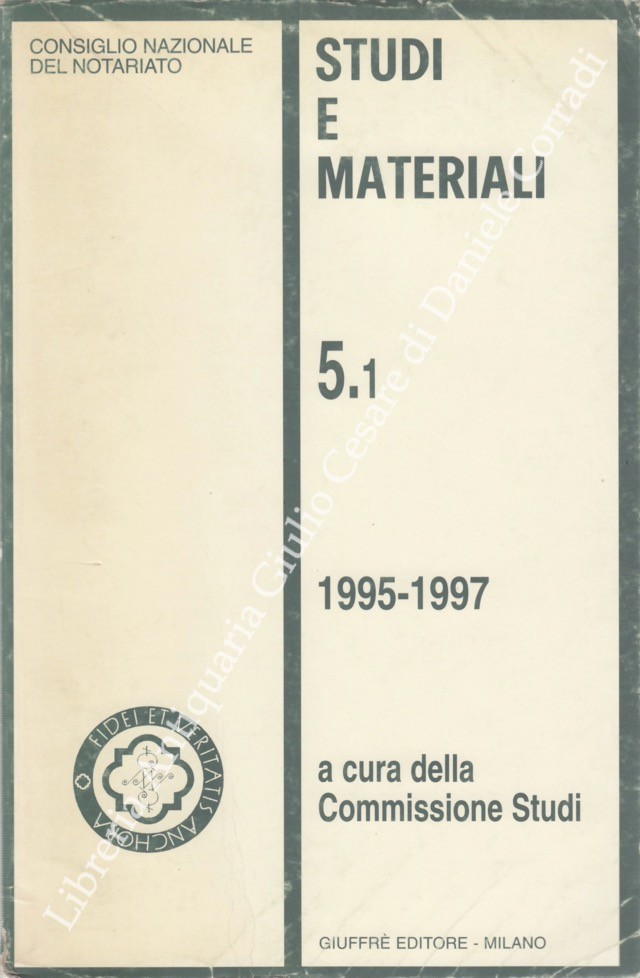 CONSIGLIO NAZIONALE
DEL NOTARIATO
STUDI
E
MATERIALI
5.1
1995-1997
a cura della
Commissione Studi
FIDEI ET VERITATIS ANCHORA
GIUFFRÈ EDITORE - MILANO
Libreria Antiquaria Giulio Cesare di Daniele Corradi